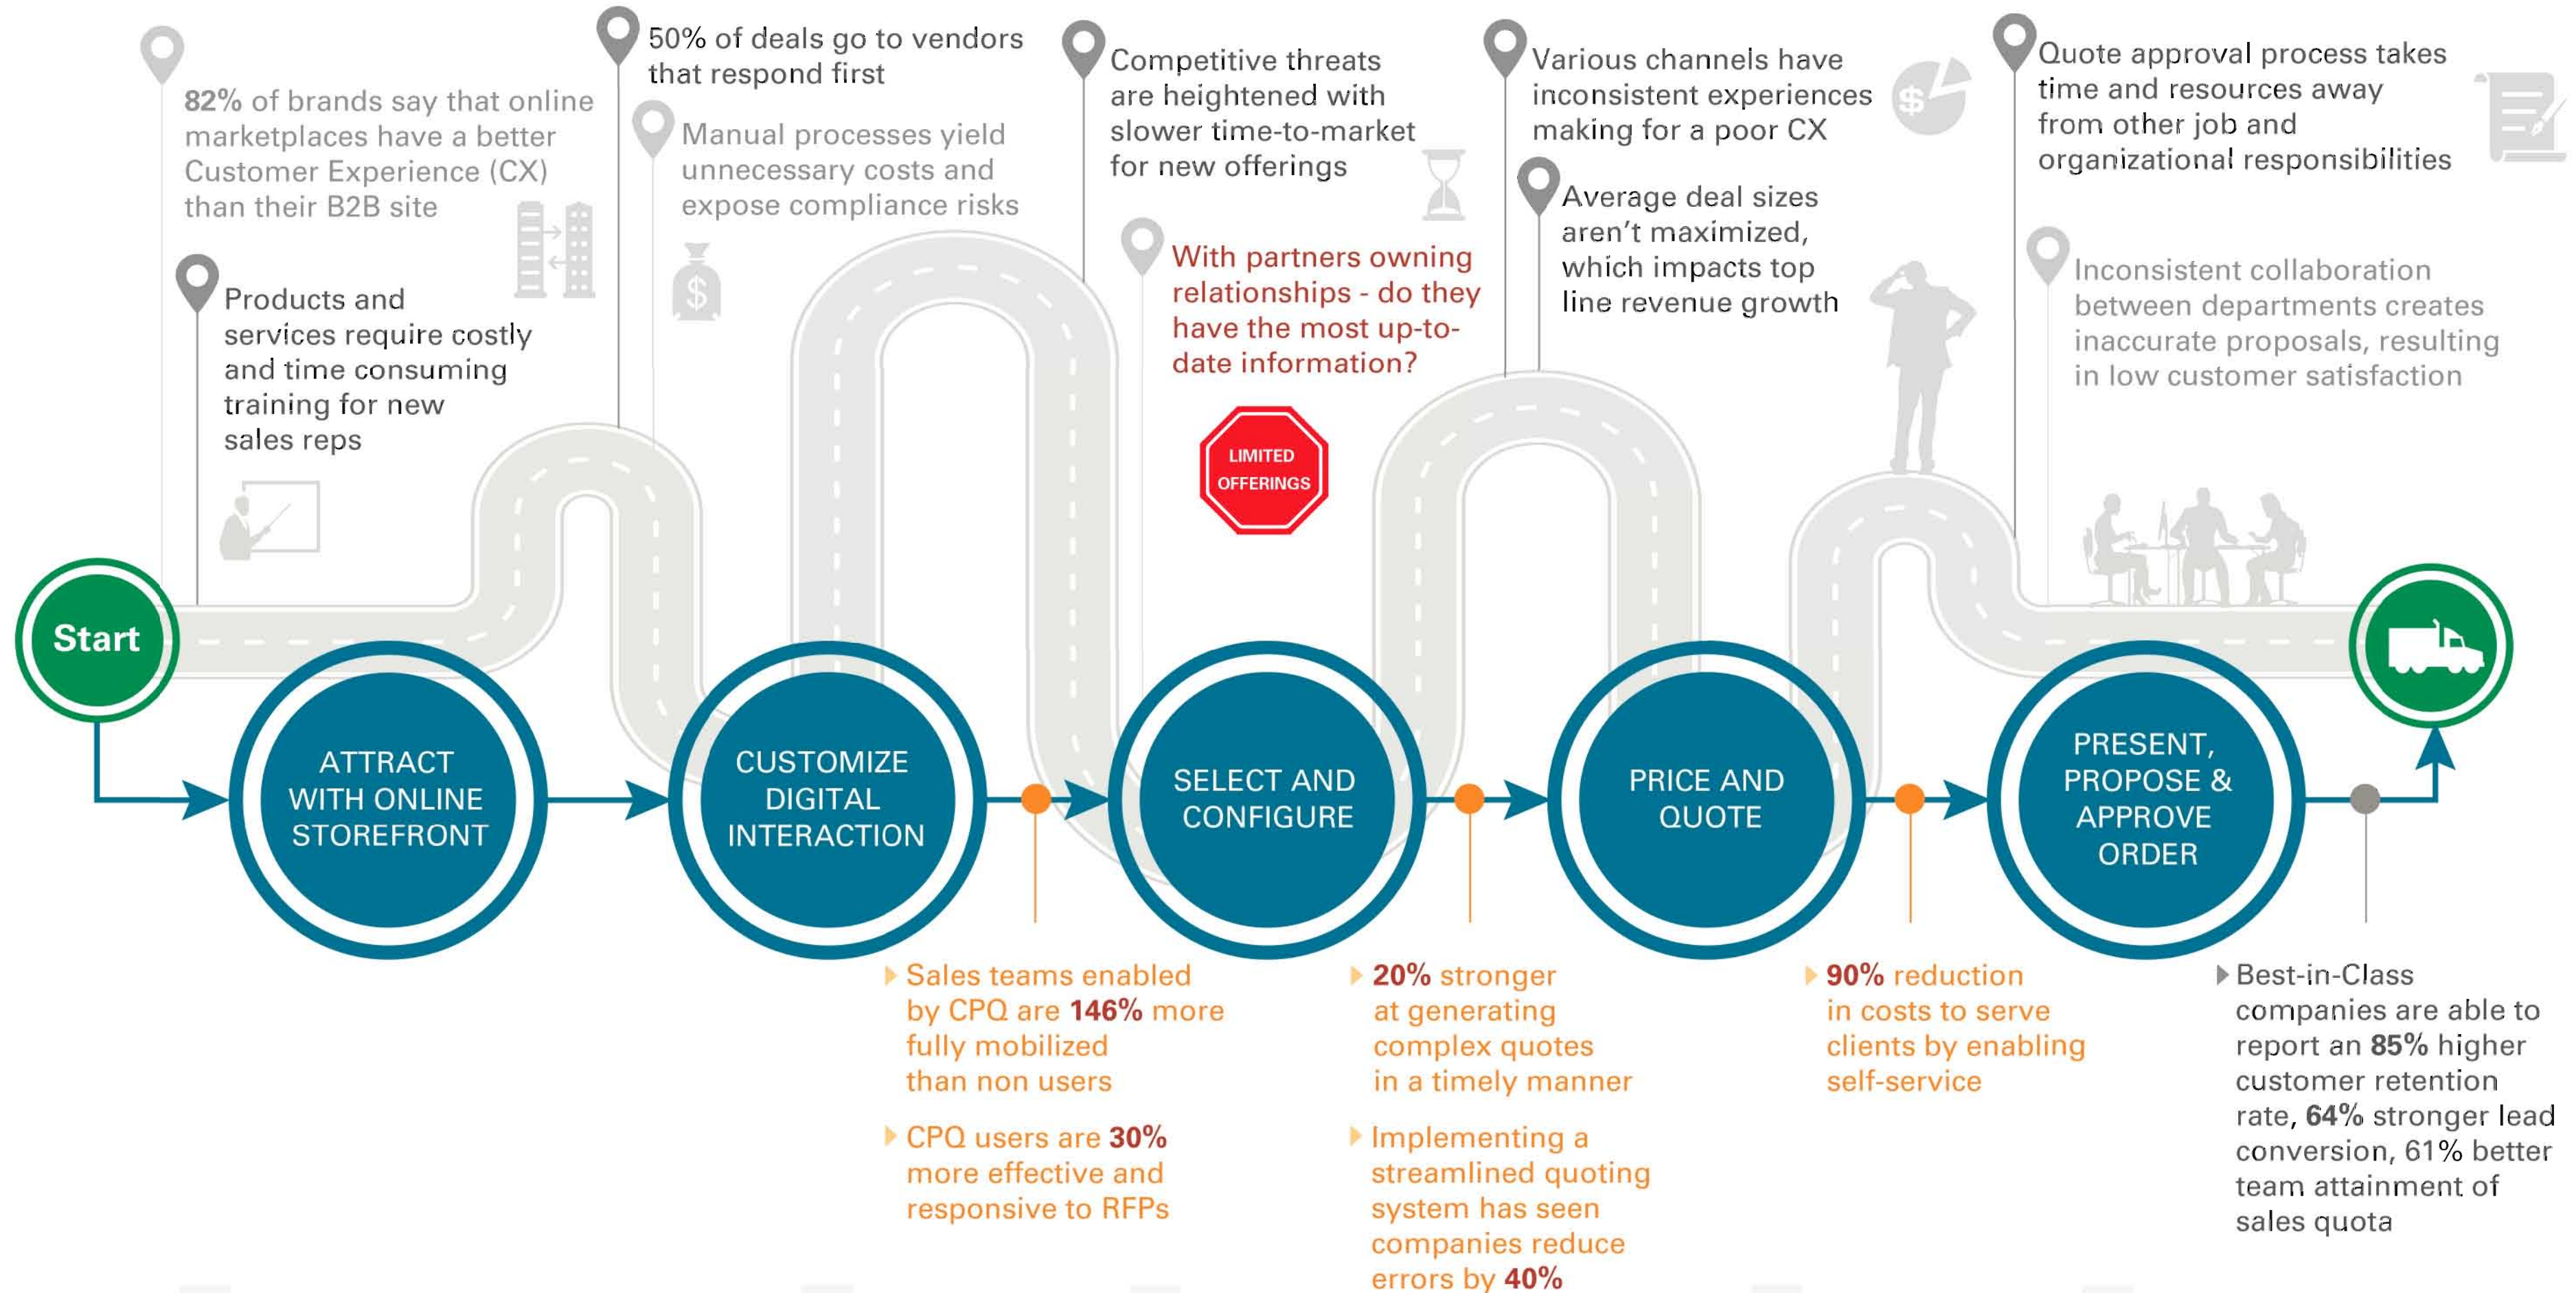 82% of brands say that online
marketplaces have a better
Customer Experience (CX)
than their B2B site
Products and
services require costly
and time consuming
training for new
sales reps
50% of deals go to vendors
that respond first
Manual processes yield
unnecessary costs and
expose compliance risks
$
Competitive threats
are heightened with
slower time-to-market
for new offerings
With partners owning
relationships - do they
have the most up-to-
date information?
LIMITED
OFFERINGS
Various channels have
inconsistent experiences
making for a poor CX
$
Average deal sizes
aren't maximized,
which impacts top
line revenue growth
Quote approval process takes
time and resources away
from other job and
organizational responsibilities
Inconsistent collaboration
between departments creates
inaccurate proposals, resulting
in low customer satisfaction
Start
ATTRACT
WITH ONLINE
STOREFRONT
CUSTOMIZE
DIGITAL
INTERACTION
SELECT AND
CONFIGURE
PRICE AND
QUOTE
PRESENT,
PROPOSE &
APPROVE
ORDER
Sales teams enabled
by CPQ are 146% more
fully mobilized
than non users
CPQ users are 30%
more effective and
responsive to RFPs
20% stronger
at generating
complex quotes
in a timely manner
Implementing a
streamlined quoting
system has seen
companies reduce
errors by 40%
90% reduction
in costs to serve
clients by enabling
self-service
Best-in-Class
companies are able to
report an 85% higher
customer retention
rate, 64% stronger lead
conversion, 61% better
team attainment of
sales quota